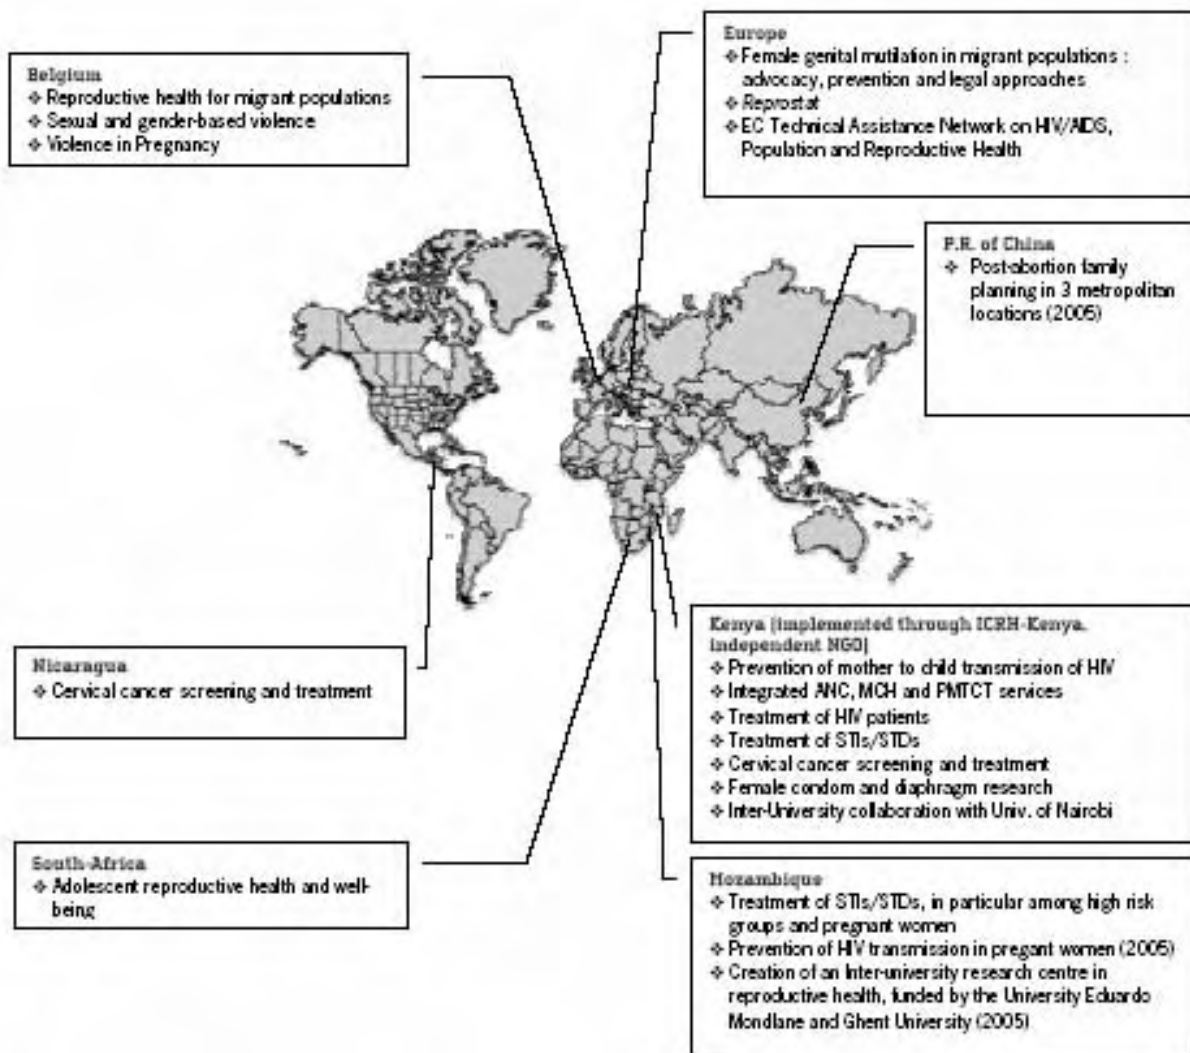 Belgium
❖ Reproductive health for migrant populations
❖ Sexual and gender-based violence
❖ Violence in Pregnancy
Europe
❖ Female genital mutilation in migrant populations :
advocacy, prevention and legal approaches
❖ Reprostat
❖ EC Technical Assistance Network on HIV/AIDS,
Population and Reproductive Health
P.R. of China
❖ Post-abortion family
planning in 3 metropolitan
locations (2005)
Nicaragua
❖ Cervical cancer screening and treatment
South-Africa
❖ Adolescent reproductive health and well-
being
Kenya (implemented through ICRH-Kenya,
independent NGO)
❖ Prevention of mother to child transmission of HIV
❖ Integrated ANC, MCH and PMTCT services
❖ Treatment of HIV patients
❖ Treatment of STIs/STDs
❖ Cervical cancer screening and treatment
❖ Female condom and diaphragm research
❖ Inter-University collaboration with Univ. of Nairobi
Mozambique
❖ Treatment of STIs/STDs, in particular among high risk
groups and pregnant women
❖ Prevention of HIV transmission in pregant women (2005)
❖ Creation of an Inter-university research centre in
reproductive health, funded by the University Eduardo
Mondlane and Ghent University (2005)